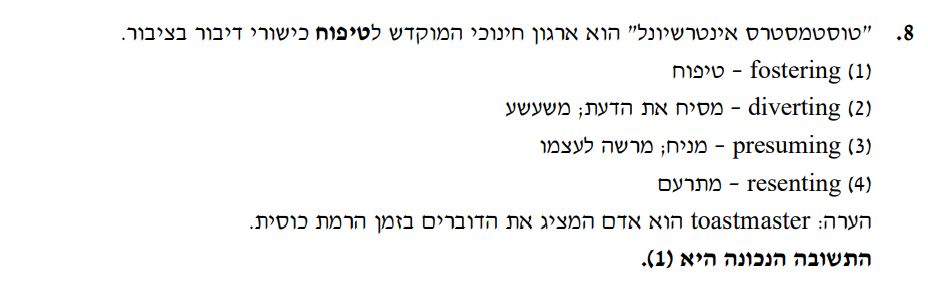 8. "טוסטמסטרס אינטרשיונל" הוא ארגון חינוכי המוקדש לטיפוח כישורי דיבור בציבור.
(1) fostering – טיפוח
(2) diverting – מסיח את הדעת; משעשע
(3) presuming – מניח; מרשה לעצמו
(4) resenting – מתרעם
הערה: toastmaster הוא אדם המציג את הדוברים בזמן הרמת כוסית.
התשובה הנכונה היא (1).